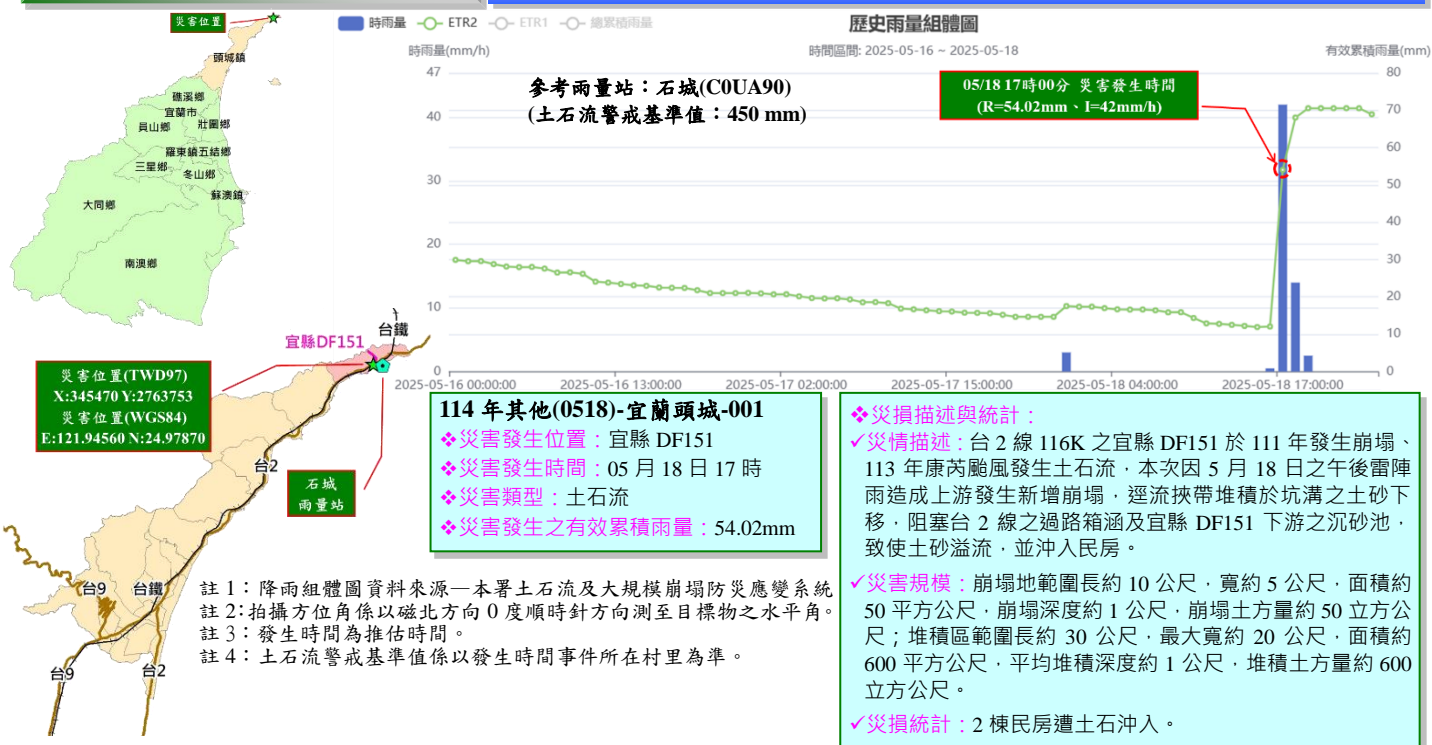 災害位置
頭城鎮
礁溪鄉
宜蘭市
員山鄉
壯圍鄉
羅東鎮
五結鄉
三星鄉
冬山鄉
大同鄉
蘇澳鎮
南澳鄉
時雨量 ETR2 ETR1 總累積雨量
歷史雨量組體圖
時雨量(mm/h)
時間區間: 2025-05-16 ~ 2025-05-18
有效累積雨量(mm)
參考雨量站：石城(C0UA90)
(土石流警戒基準值：450 mm)
05/18 17時00分 災害發生時間
(R=54.02mm、I=42mm/h)
47
40
30
20
10
0
80
70
60
50
40
30
20
10
0
2025-05-16 00:00:00
2025-05-16 13:00:00
2025-05-17 02:00:00
2025-05-17 15:00:00
2025-05-18 04:00:00
2025-05-18 17:00:00
台鐵
宜縣DF151
災害位置(TWD97)
X:345470 Y:2763753
災害位置(WGS84)
E:121.94560 N:24.97870
台2
石城
雨量站
台9
台鐵
台9
台2
114 年其他(0518)-宜蘭頭城-001
❖災害發生位置：宜縣 DF151
❖災害發生時間：05 月 18 日 17 時
❖災害類型：土石流
❖災害發生之有效累積雨量：54.02mm
註 1：降雨組體圖資料來源—本署土石流及大規模崩塌防災應變系統
註 2:拍攝方位角係以磁北方向 0 度順時針方向測至目標物之水平角。
註 3：發生時間為推估時間。
註 4：土石流警戒基準值係以發生時間事件所在村里為準。
❖災損描述與統計：
✓災情描述：台 2 線 116K 之宜縣 DF151 於 111 年發生崩塌、
113 年康芮颱風發生土石流，本次因 5 月 18 日之午後雷陣
雨造成上游發生新增崩塌，逕流挾帶堆積於坑溝之土砂下
移，阻塞台 2 線之過路箱涵及宜縣 DF151 下游之沉砂池，
致使土砂溢流，並沖入民房。
✓災害規模：崩塌地範圍長約 10 公尺，寬約 5 公尺，面積約
50 平方公尺，崩塌深度約 1 公尺，崩塌土方量約 50 立方公
尺；堆積區範圍長約 30 公尺，最大寬約 20 公尺，面積約
600 平方公尺，平均堆積深度約 1 公尺，堆積土方量約 600
立方公尺。
✓災損統計：2 棟民房遭土石沖入。